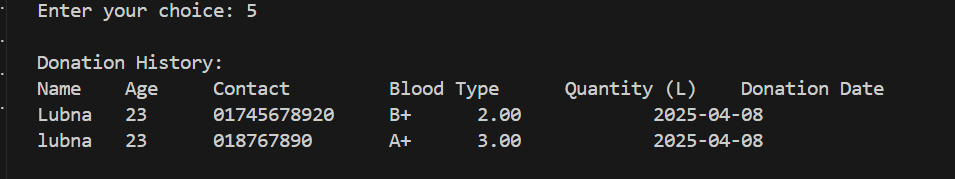 Enter your choice: 5
Donation History:
Name Age Contact Blood Type Quantity (L) Donation Date
Lubna 23 01745678920 B+ 2.00 2025-04-08
lubna 23 018767890 A+ 3.00 2025-04-08